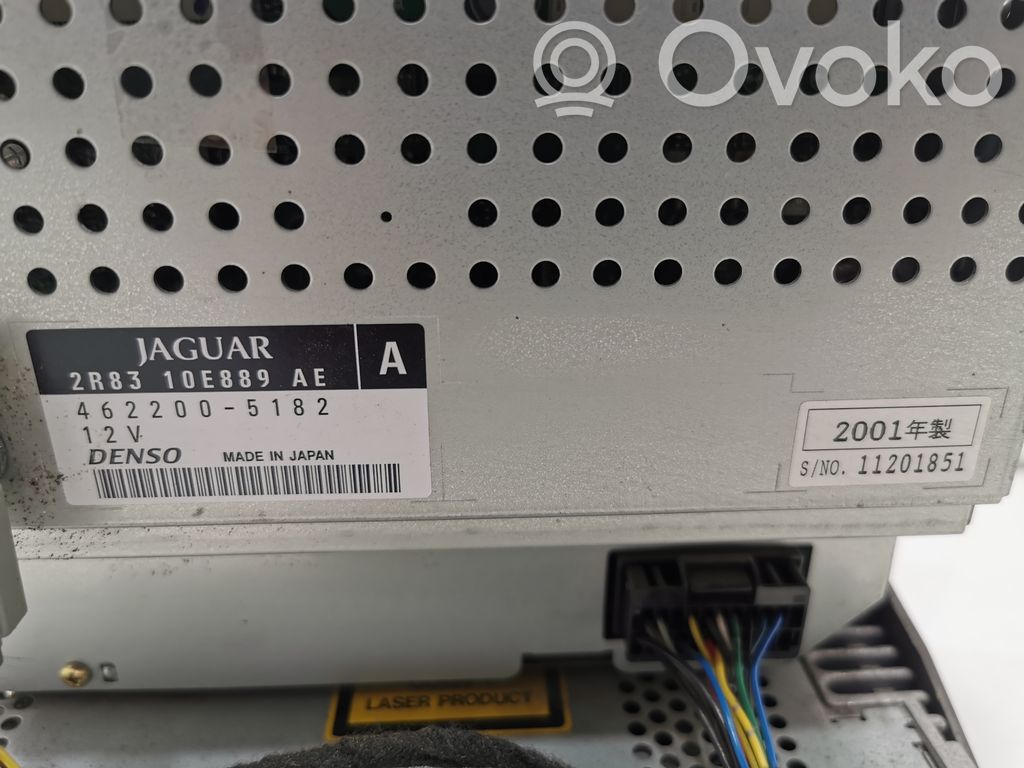 Ovoko
JAGUAR
A
2R83 10E889 AE
462200-5182
12V
DENSO MADE IN JAPAN
2001年製
S/NO. 11201851
LASER PRODUCT